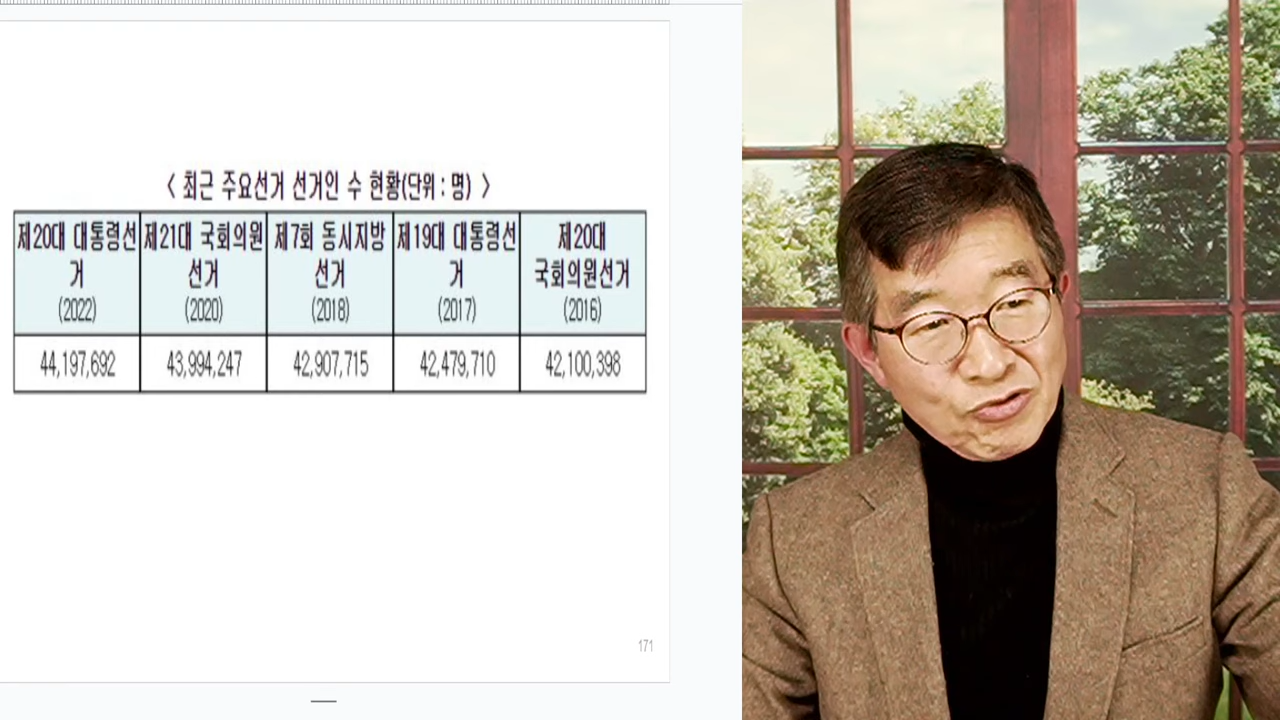 < 최근 주요선거 선거인 수 현황(단위 : 명) >
제20대 대통령선
거
(2022)
제21대 국회의원
선거
(2020)
제7회 동시지방
선거
(2018)
제19대 대통령선
거
(2017)
제20대
국회의원선거
(2016)
44,197,692
43,994,247
42,907,715
42,479,710
42,100,398
171